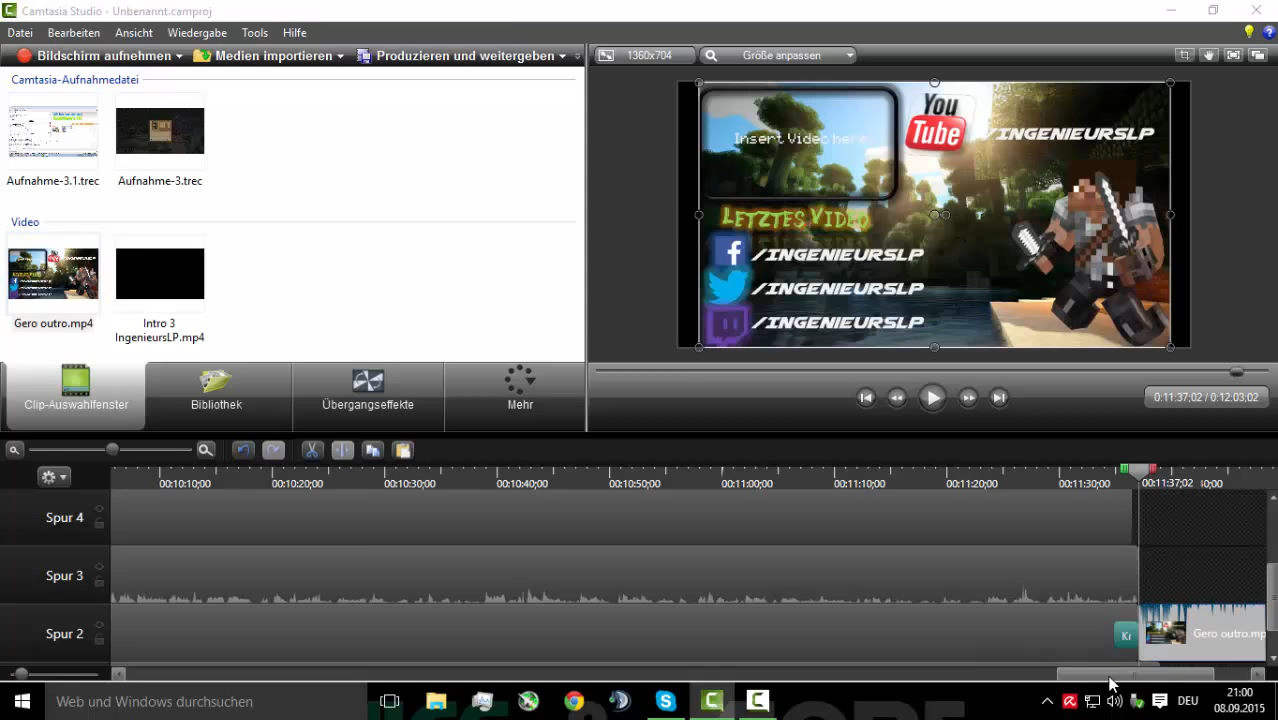 Camtasia Studio - Unbenannt.camproj
Datei Bearbeiten Ansicht Wiedergabe Tools Hilfe
Bildschirm aufnehmen Medien importieren Produzieren und weitergeben
1360x704 Größe anpassen
Camtasia-Aufnahmedatei
Aufnahme-3.1.trec Aufnahme-3.trec
Video
Gero outro.mp4 Intro 3
IngenieursLP.mp4
Insert Video here
You
Tube /INGENIEURSLP
LETZTES VIDEO
/INGENIEURSLP
/INGENIEURSLP
/INGENIEURSLP
Clip-Auswahlfenster Bibliothek Übergangseffekte Mehr
0:11:37;02 / 0:12:03;02
00:10:10;00 00:10:20;00 00:10:30;00 00:10:40;00 00:10:50;00 00:11:00;00 00:11:10;00 00:11:20;00 00:11:30;00 00:11:37;02 40;00
Spur 4
Spur 3
Spur 2 Gero outro.mp
Web und Windows durchsuchen
DEU 21:00
08.09.2015